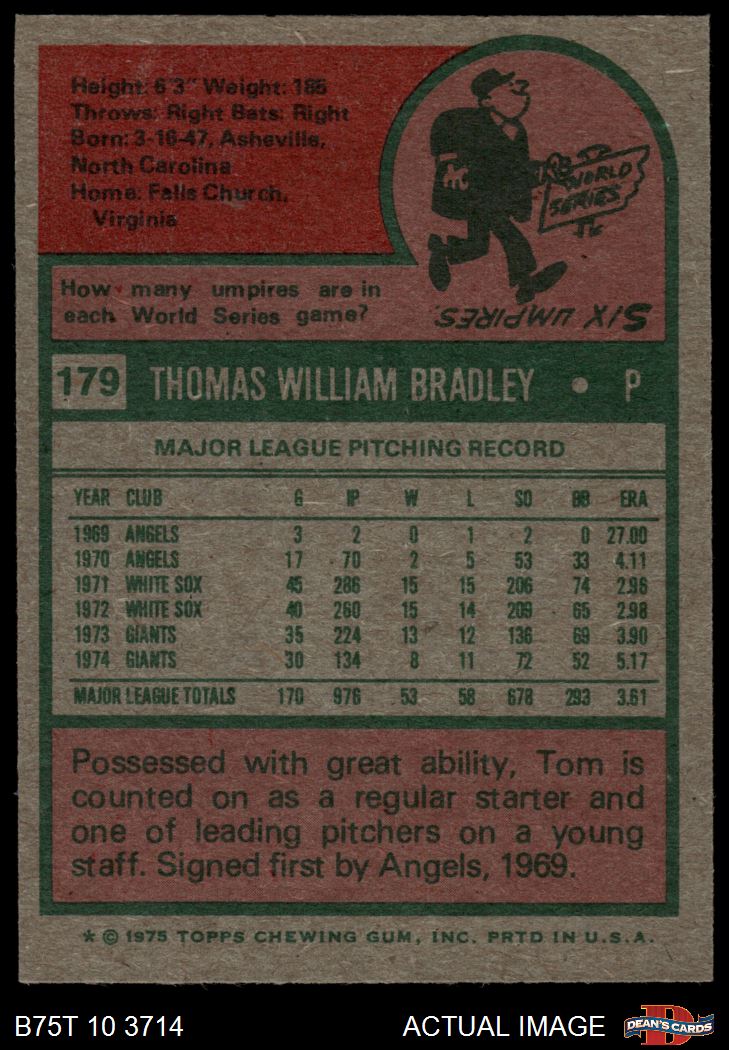 Height: 6'3" Weight: 185
Throws: Right Bats: Right
Born: 3-16-47, Asheville,
North Carolina
Home: Falls Church,
Virginia
WORLD
SERIES
How many umpires are in
each World Series game?
SIX UMPIRES.
179 THOMAS WILLIAM BRADLEY • P
MAJOR LEAGUE PITCHING RECORD
YEAR CLUB G IP W L SO BB ERA
1969 ANGELS 3 2 0 1 2 0 27.00
1970 ANGELS 17 70 2 5 53 33 4.11
1971 WHITE SOX 45 286 15 15 206 74 2.96
1972 WHITE SOX 40 260 15 14 209 65 2.98
1973 GIANTS 35 224 13 12 136 69 3.90
1974 GIANTS 30 134 8 11 72 52 5.17
MAJOR LEAGUE TOTALS 170 976 53 58 678 293 3.61
Possessed with great ability, Tom is
counted on as a regular starter and
one of leading pitchers on a young
staff. Signed first by Angels, 1969.
* © 1975 TOPPS CHEWING GUM, INC. PRTD IN U.S.A.
B75T 10 3714 ACTUAL IMAGE DEAN'S CARDS